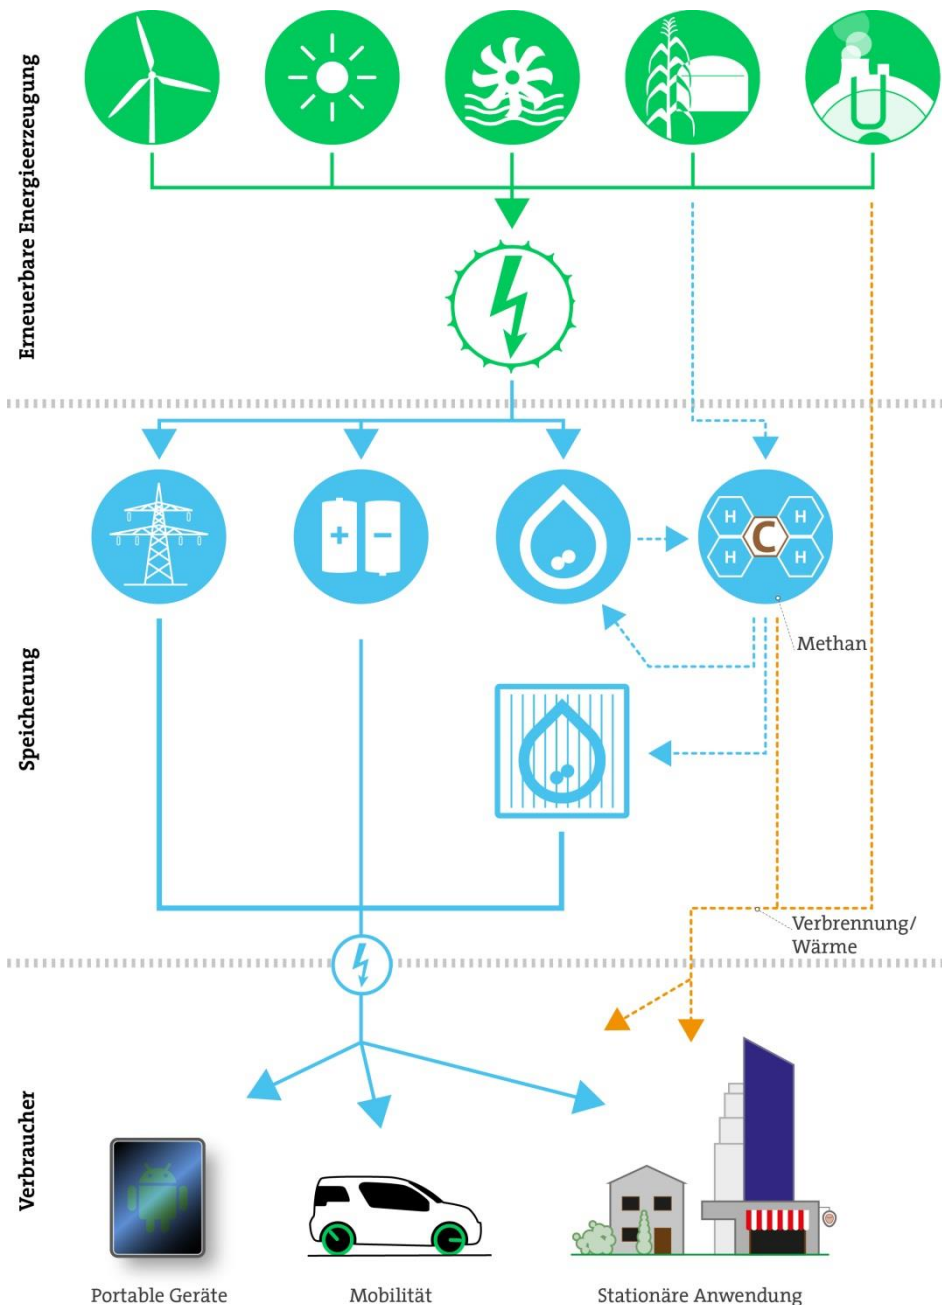 Erneuerbare Energieerzeugung
+
−
H
H
C
H
H
Methan
Speicherung
Verbrennung/
Wärme
Verbraucher
Portable Geräte
Mobilität
Stationäre Anwendung